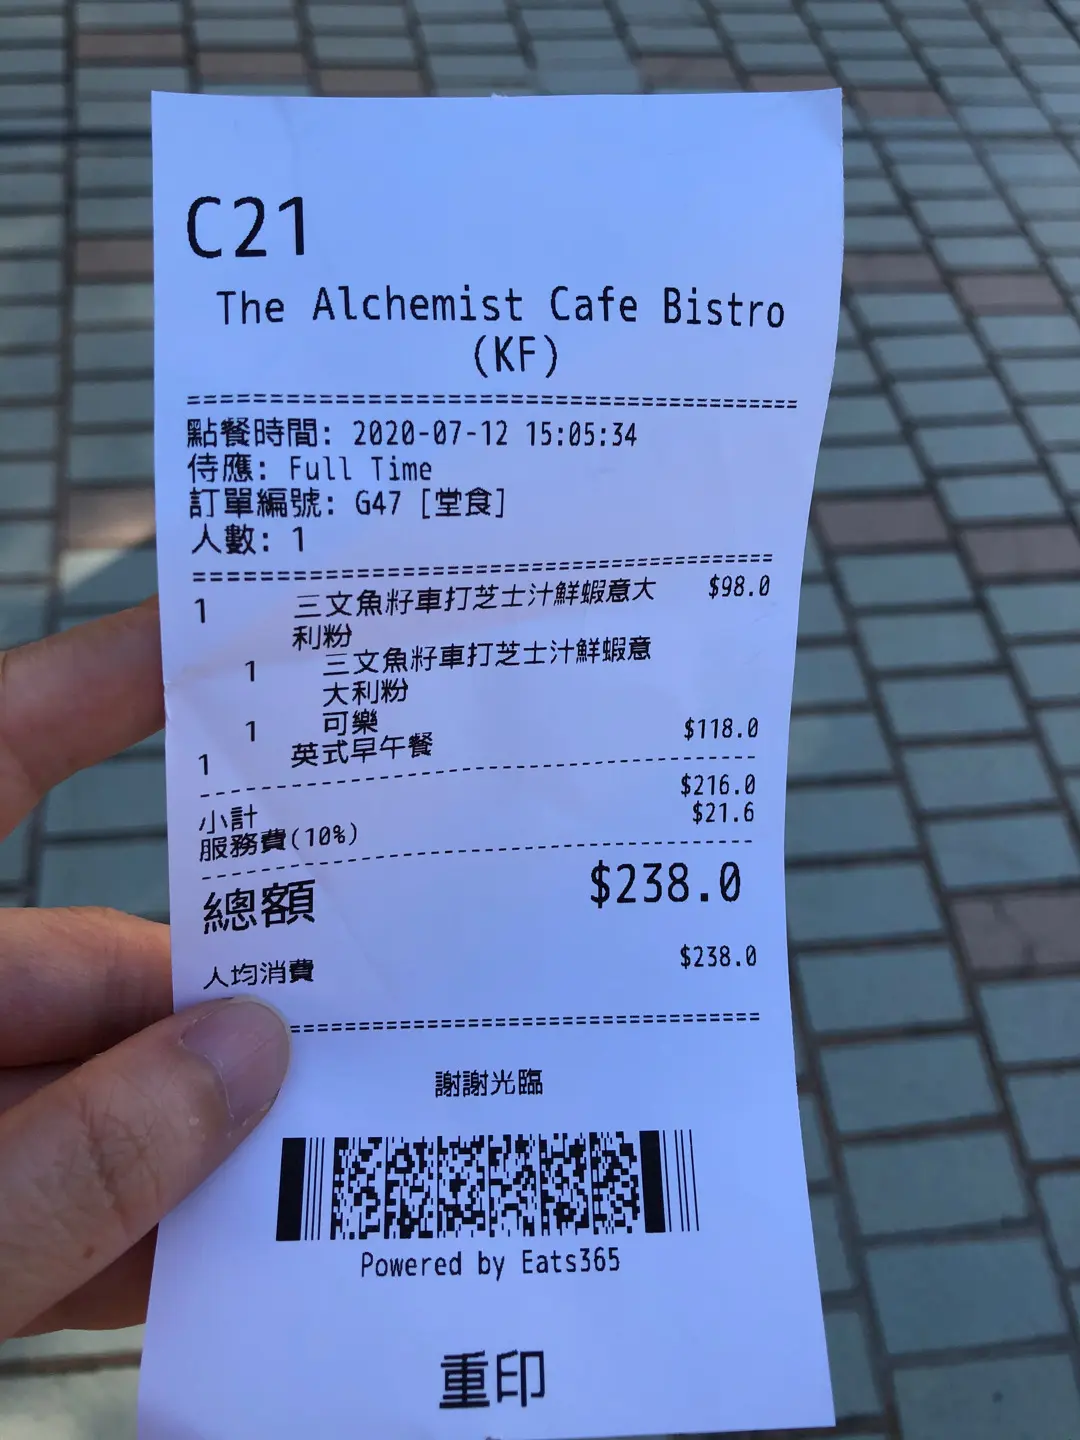 C21
The Alchemist Cafe Bistro
(KF)
點餐時間: 2020-07-12 15:05:34
侍應: Full Time
訂單編號: G47 [堂食]
人數: 1
1 三文魚籽車打芝士汁鮮蝦意大 $98.0
利粉
1 三文魚籽車打芝士汁鮮蝦意
大利粉
1 可樂
1 英式早午餐 $118.0
小計 $216.0
服務費(10%) $21.6
總額 $238.0
人均消費 $238.0
謝謝光臨
Powered by Eats365
重印